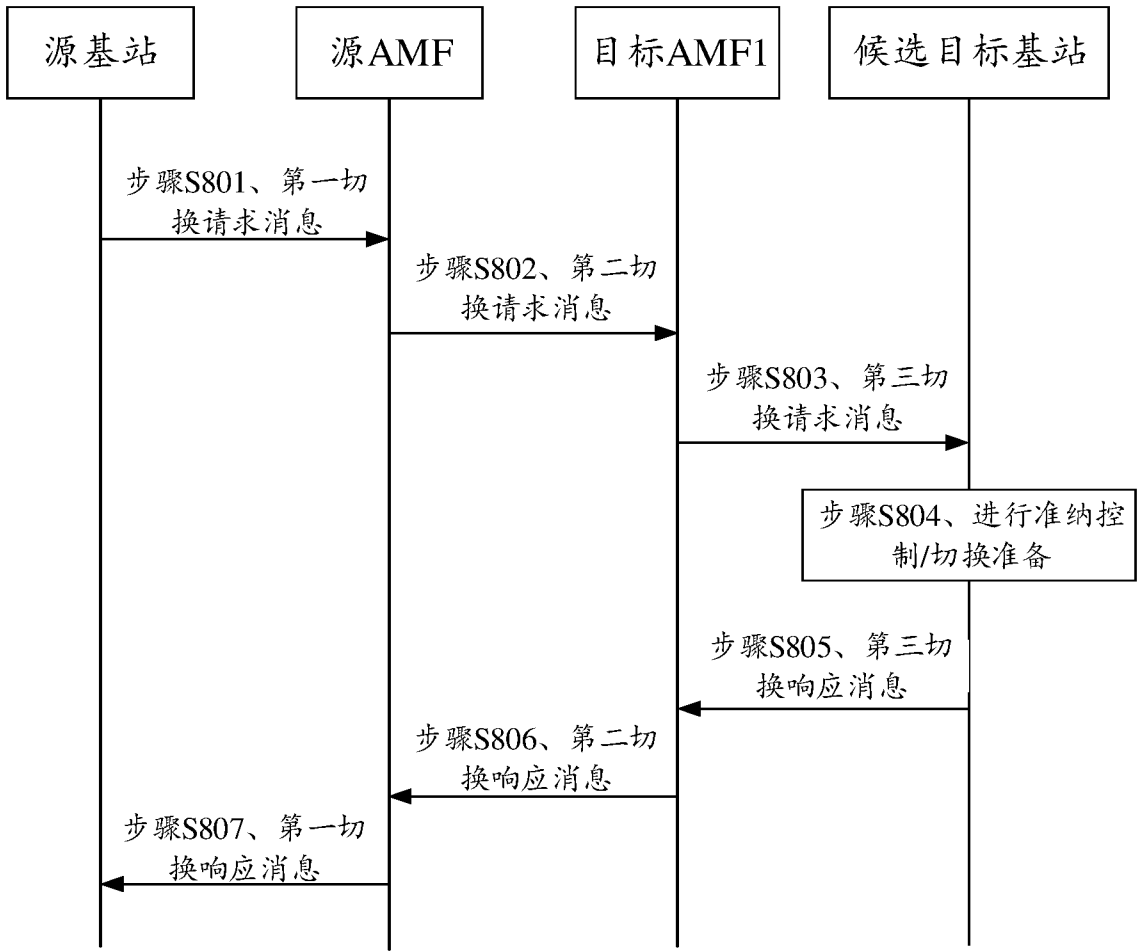 源基站
源AMF
目标AMF1
候选目标基站
步骤S801、第一切
换请求消息
步骤S802、第二切
换请求消息
步骤S803、第三切
换请求消息
步骤S804、进行准纳控
制/切换准备
步骤S805、第三切
换响应消息
步骤S806、第二切
换响应消息
步骤S807、第一切
换响应消息